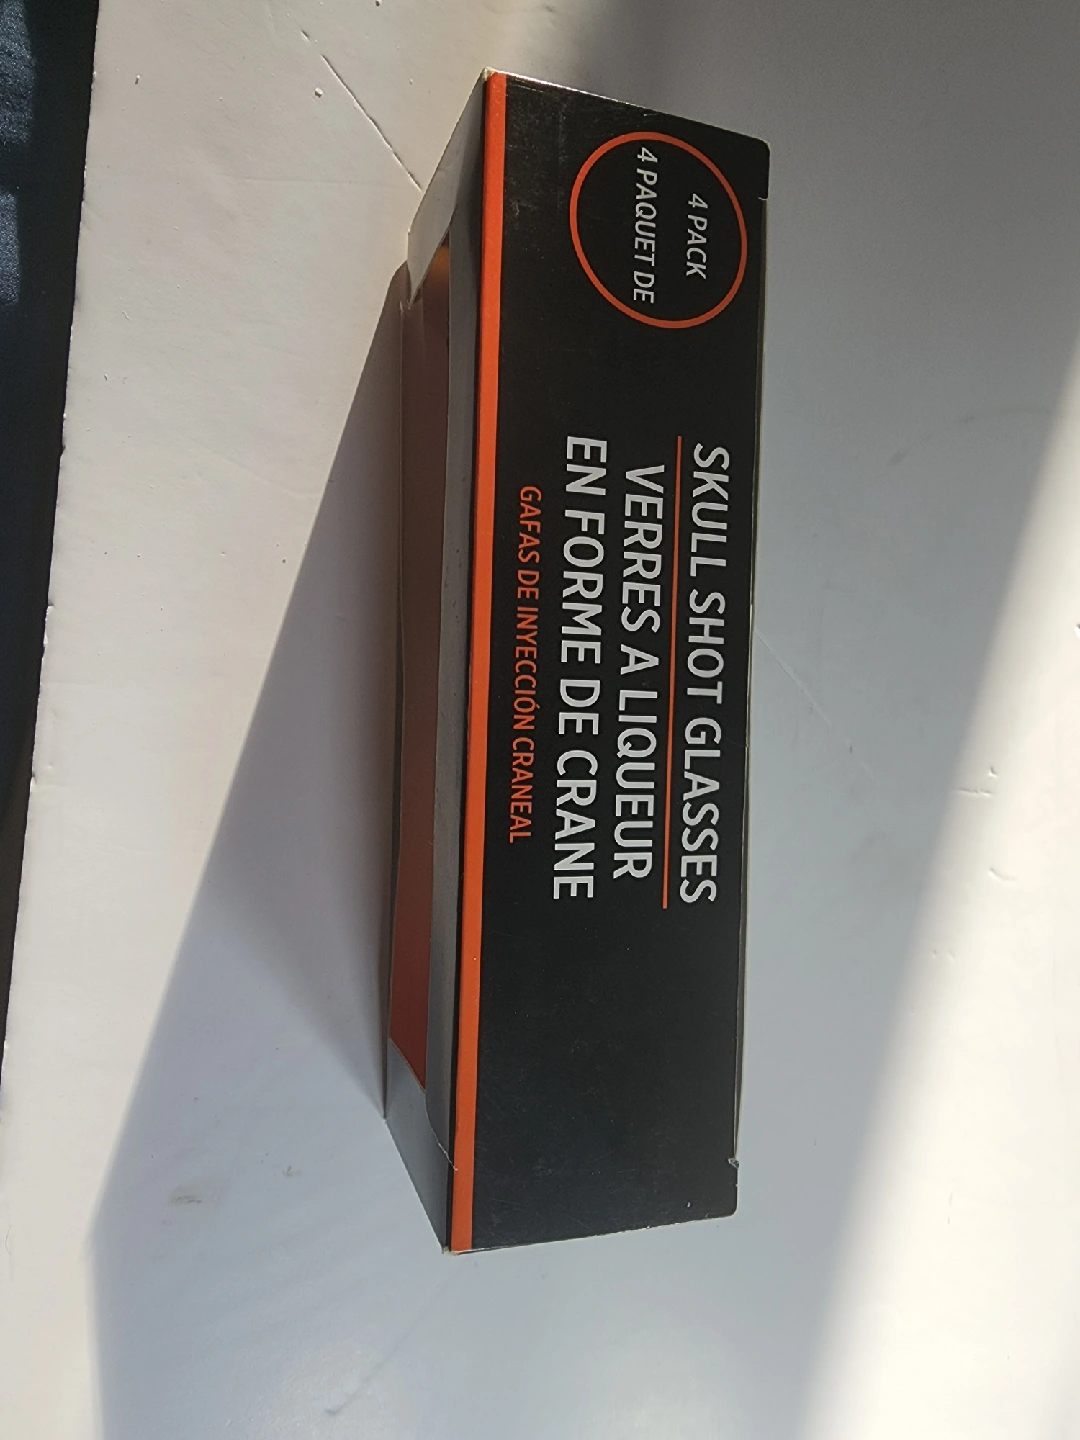 4 PACK
4 PAQUET DE
SKULL SHOT GLASSES
VERRES A LIQUEUR
EN FORME DE CRANE
GAFAS DE INYECCIÓN CRANEAL